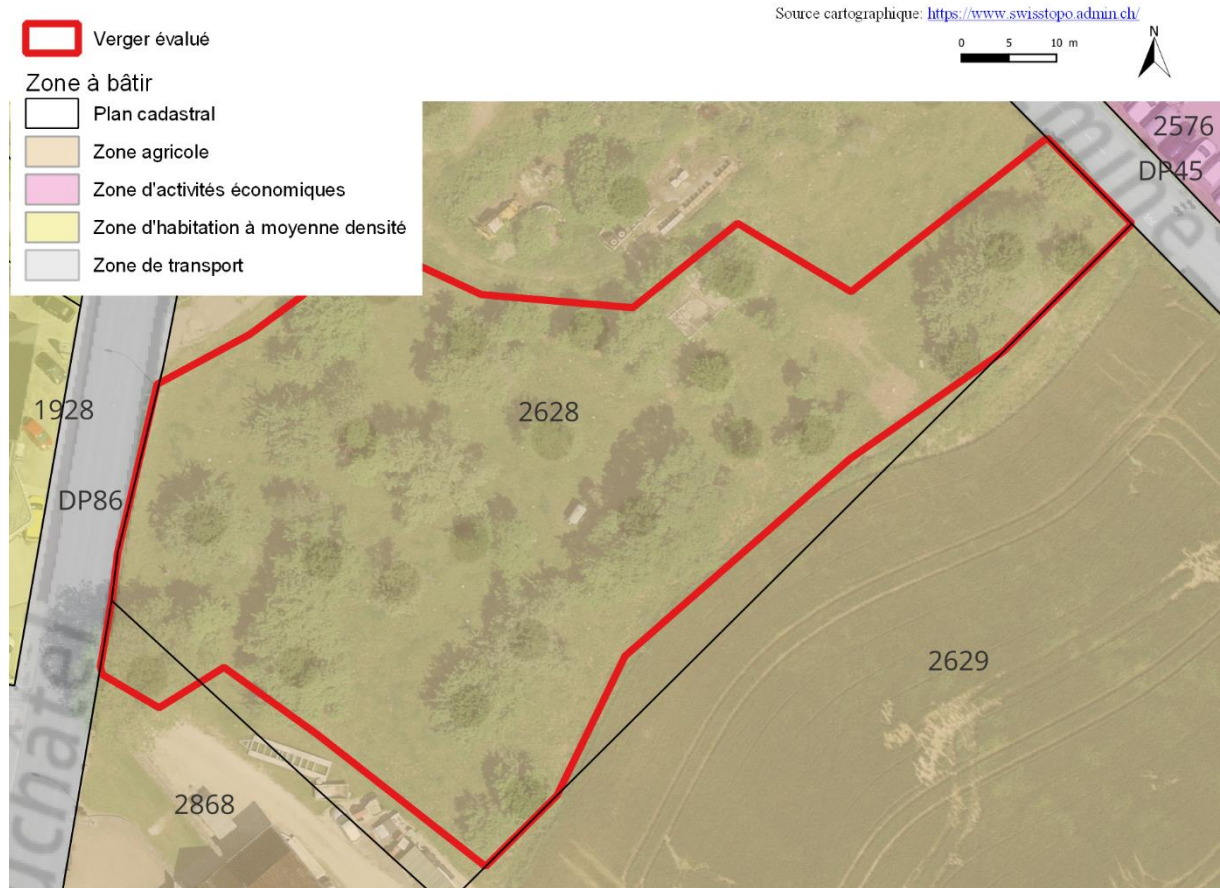 Source cartographique: https://www.swisstopo.admin.ch/
0 5 10 m
N
Verger évalué
Zone à bâtir
Plan cadastral
Zone agricole
Zone d'activités économiques
Zone d'habitation à moyenne densité
Zone de transport
2576
DP45
1928
2628
DP86
2629
2868
uchatel